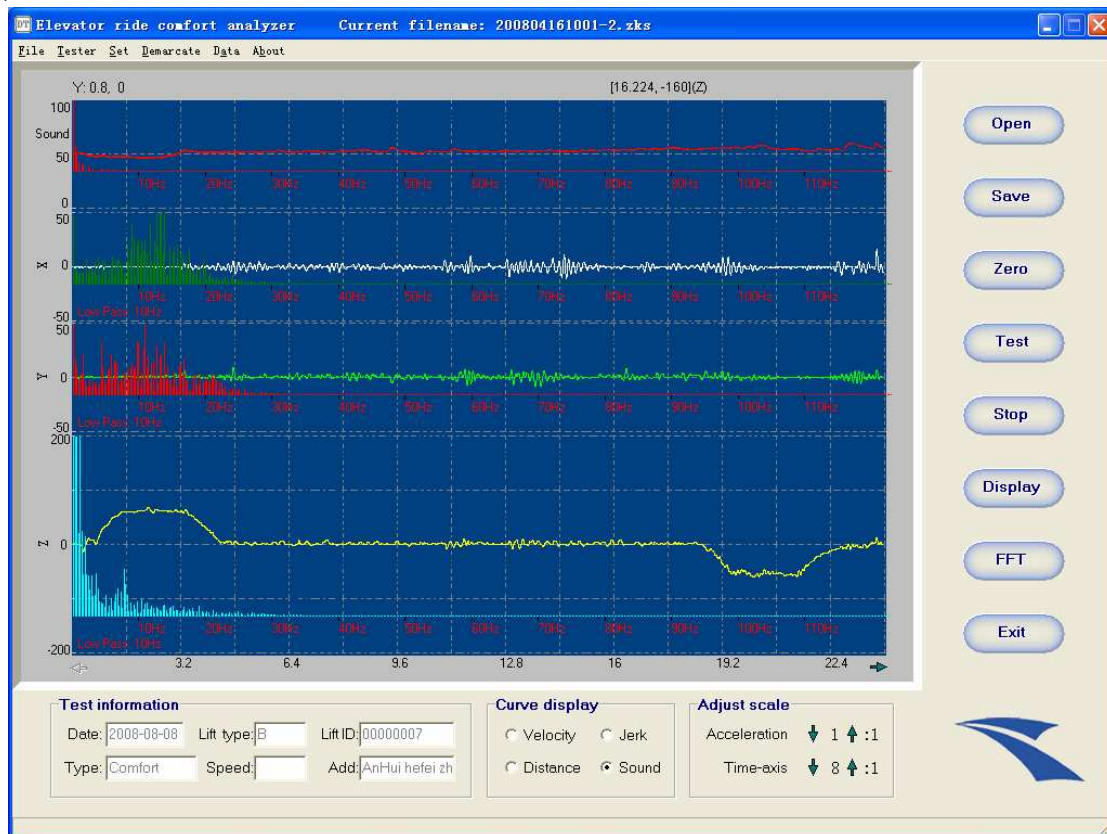 DT Elevator ride comfort analyzer Current filename: 200804161001-2.zks
File Tester Set Demarcate Data About
Y: 0.8, 0 [16.224, -160](Z)
100
Sound
50
10Hz 20Hz 30Hz 40Hz 50Hz 60Hz 70Hz 80Hz 90Hz 100Hz 110Hz
0
50
X 0
10Hz 20Hz 30Hz 40Hz 50Hz 60Hz 70Hz 80Hz 90Hz 100Hz 110Hz
Low Pass 10Hz
-50
50
Y 0
10Hz 20Hz 30Hz 40Hz 50Hz 60Hz 70Hz 80Hz 90Hz 100Hz 110Hz
Low Pass 10Hz
-50
200
Z 0
10Hz 20Hz 30Hz 40Hz 50Hz 60Hz 70Hz 80Hz 90Hz 100Hz 110Hz
Low Pass 10Hz
-200
3.2 6.4 9.6 12.8 16 19.2 22.4
Open
Save
Zero
Test
Stop
Display
FFT
Exit
Test information
Date: 2008-08-08 Lift type: B Lift ID: 00000007
Type: Comfort Speed: Add: AnHui hefei zh
Curve display
Velocity Jerk
Distance Sound
Adjust scale
Acceleration 1 :1
Time-axis 8 :1